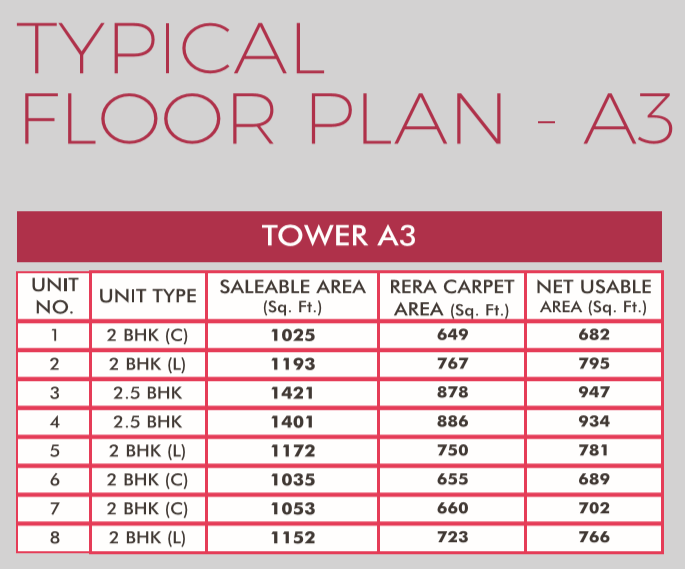 TYPICAL
FLOOR PLAN - A3
TOWER A3
UNIT NO. UNIT TYPE SALEABLE AREA (Sq. Ft.) RERA CARPET AREA (Sq. Ft.) NET USABLE AREA (Sq. Ft.)
1 2 BHK (C) 1025 649 682
2 2 BHK (L) 1193 767 795
3 2.5 BHK 1421 878 947
4 2.5 BHK 1401 886 934
5 2 BHK (L) 1172 750 781
6 2 BHK (C) 1035 655 689
7 2 BHK (C) 1053 660 702
8 2 BHK (L) 1152 723 766